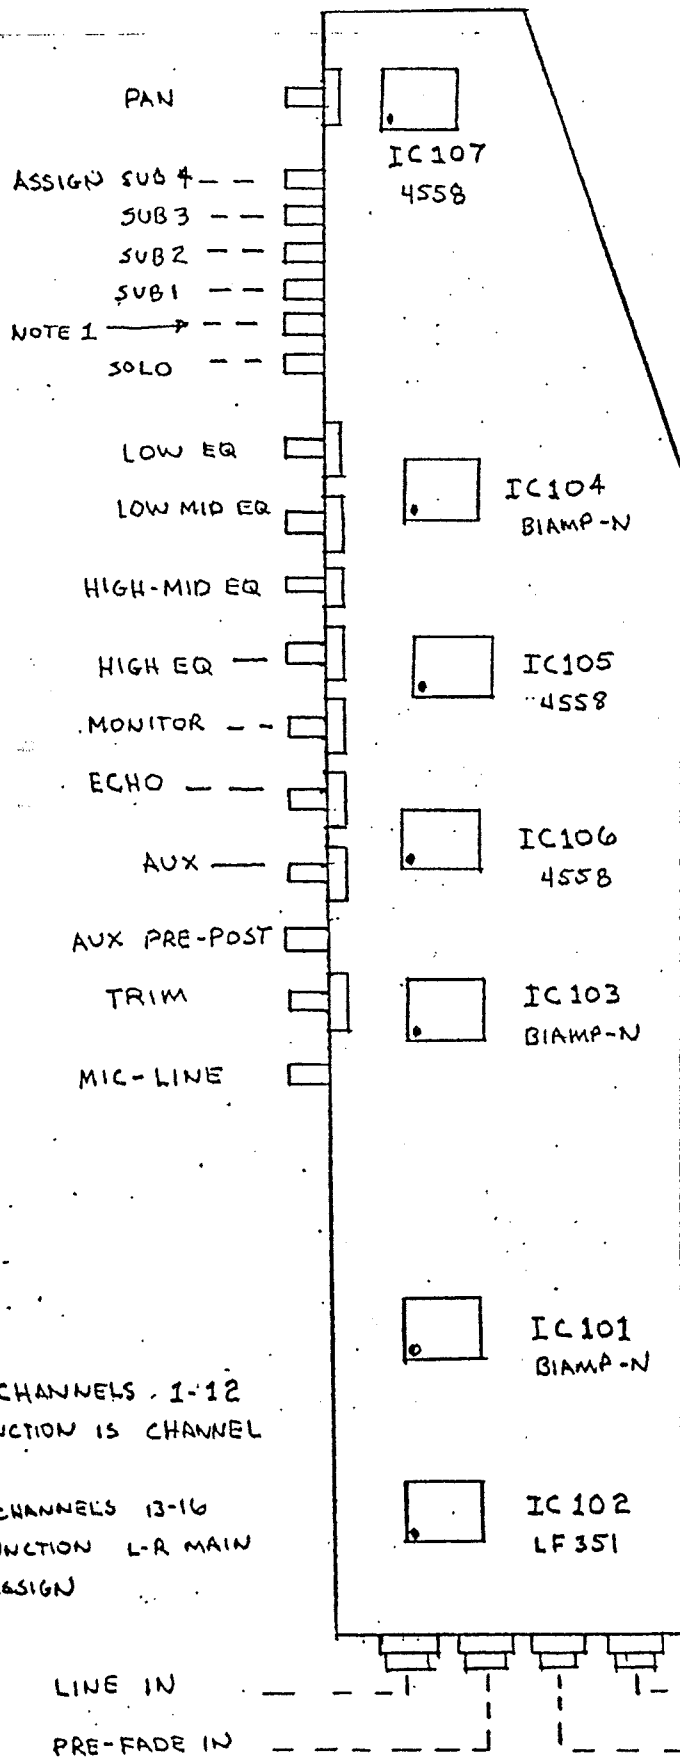 PAN
IC107
4558
ASSIGN SUB 4
SUB 3
SUB 2
SUB 1
NOTE 1
SOLO
LOW EQ
IC104
BIAMP-N
LOW MID EQ
HIGH-MID EQ
HIGH EQ
IC105
4558
MONITOR
ECHO
IC106
4558
AUX
AUX PRE-POST
TRIM
IC103
BIAMP-N
MIC-LINE
IC101
BIAMP-N
CHANNELS 1-12
NCTION IS CHANNEL
CHANNELS 13-16
NCTION L-R MAIN
SSIGN
IC102
LF351
LINE IN
PRE-FADE IN